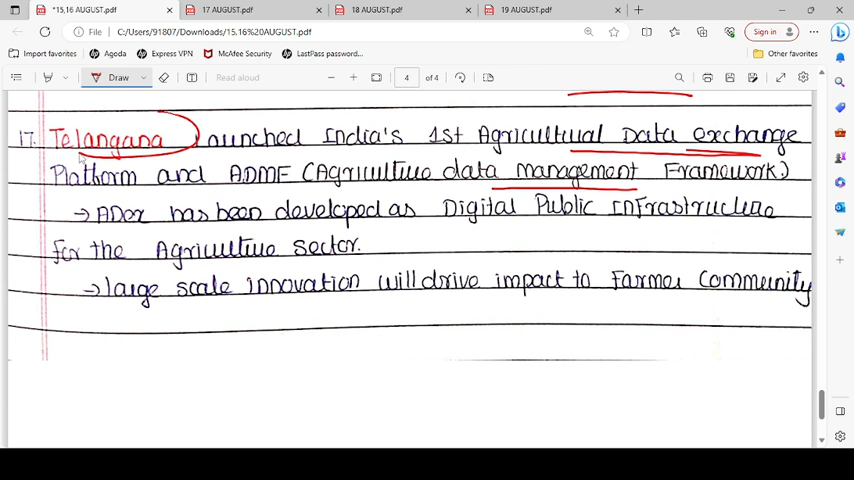 *15,16 AUGUST.pdf
17 AUGUST.pdf
18 AUGUST.pdf
19 AUGUST.pdf
File
C:/Users/91807/Downloads/15.16%20AUGUST.pdf
Sign in
Import favorites
Agoda
Express VPN
McAfee Security
LastPass password...
Other favorites
Draw
Read aloud
4 of 4
17. Telangana launched India's 1st Agricultural Data exchange
Platform and ADMF (Agriculture data management Framework)
→ ADex has been developed as Digital Public Infrastructure
for the Agriculture sector.
→ large scale innovation will drive impact to Farmer Community